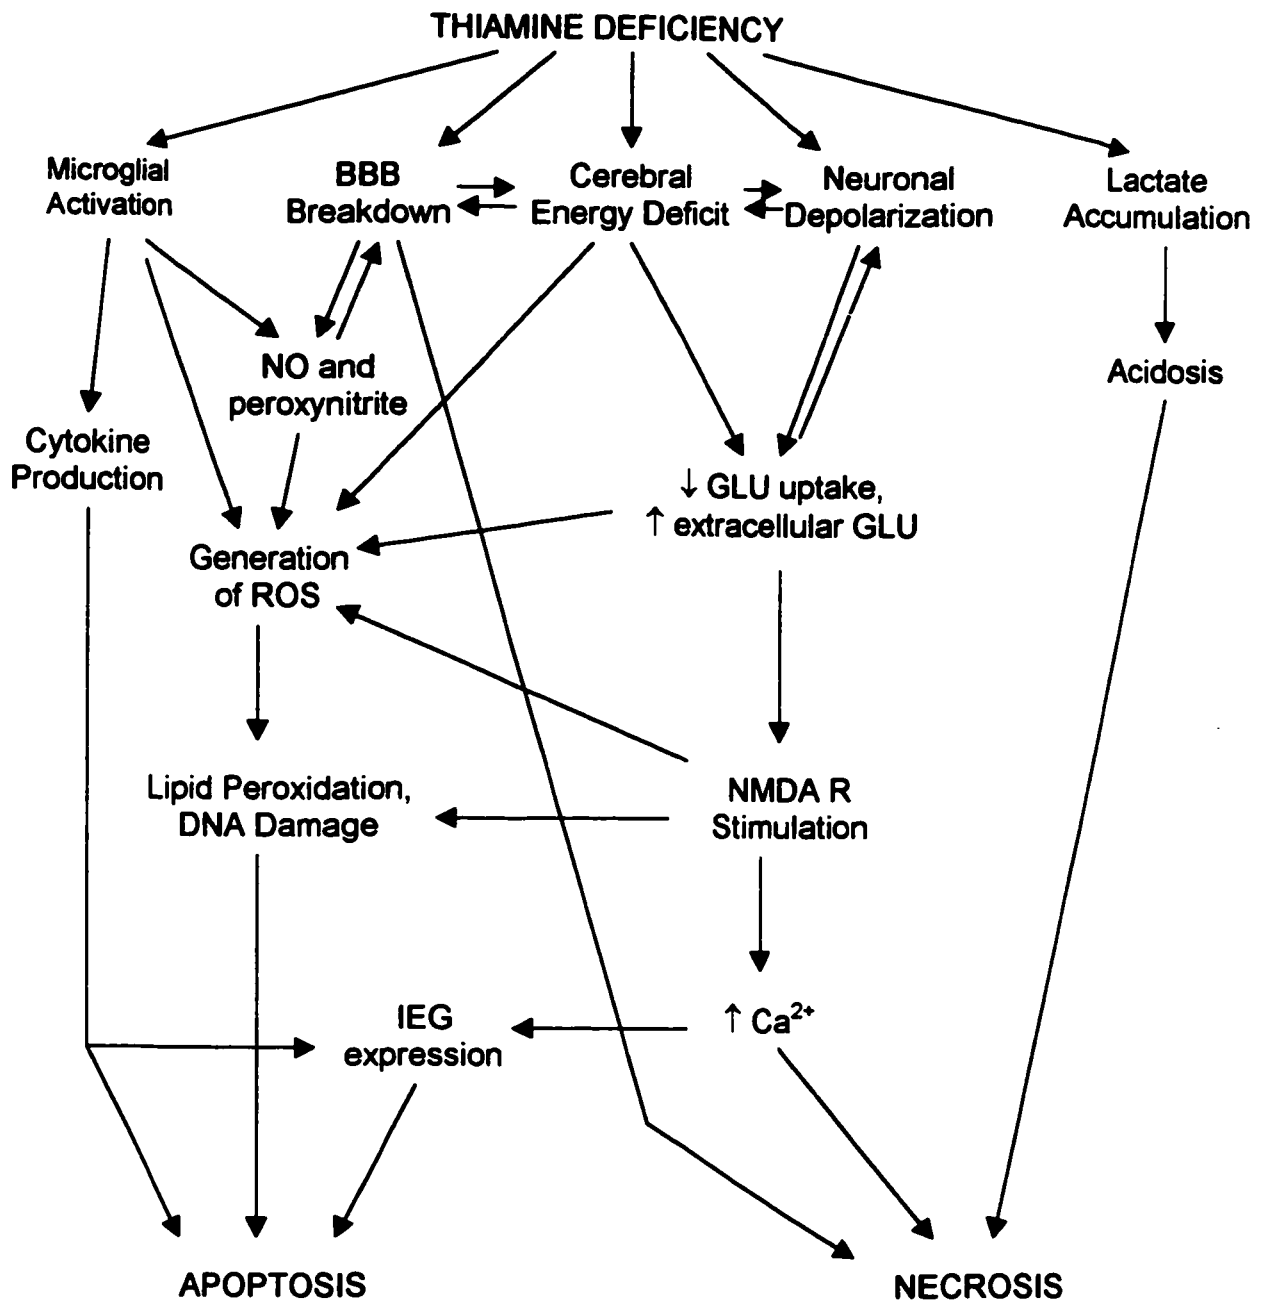 THIAMINE DEFICIENCY
Microglial
Activation
BBB
Breakdown
Cerebral
Energy Deficit
Neuronal
Depolarization
Lactate
Accumulation
NO and
peroxynitrite
Acidosis
Cytokine
Production
↓ GLU uptake,
↑ extracellular GLU
Generation
of ROS
Lipid Peroxidation,
DNA Damage
NMDA R
Stimulation
IEG
expression
↑ Ca²⁺
APOPTOSIS
NECROSIS